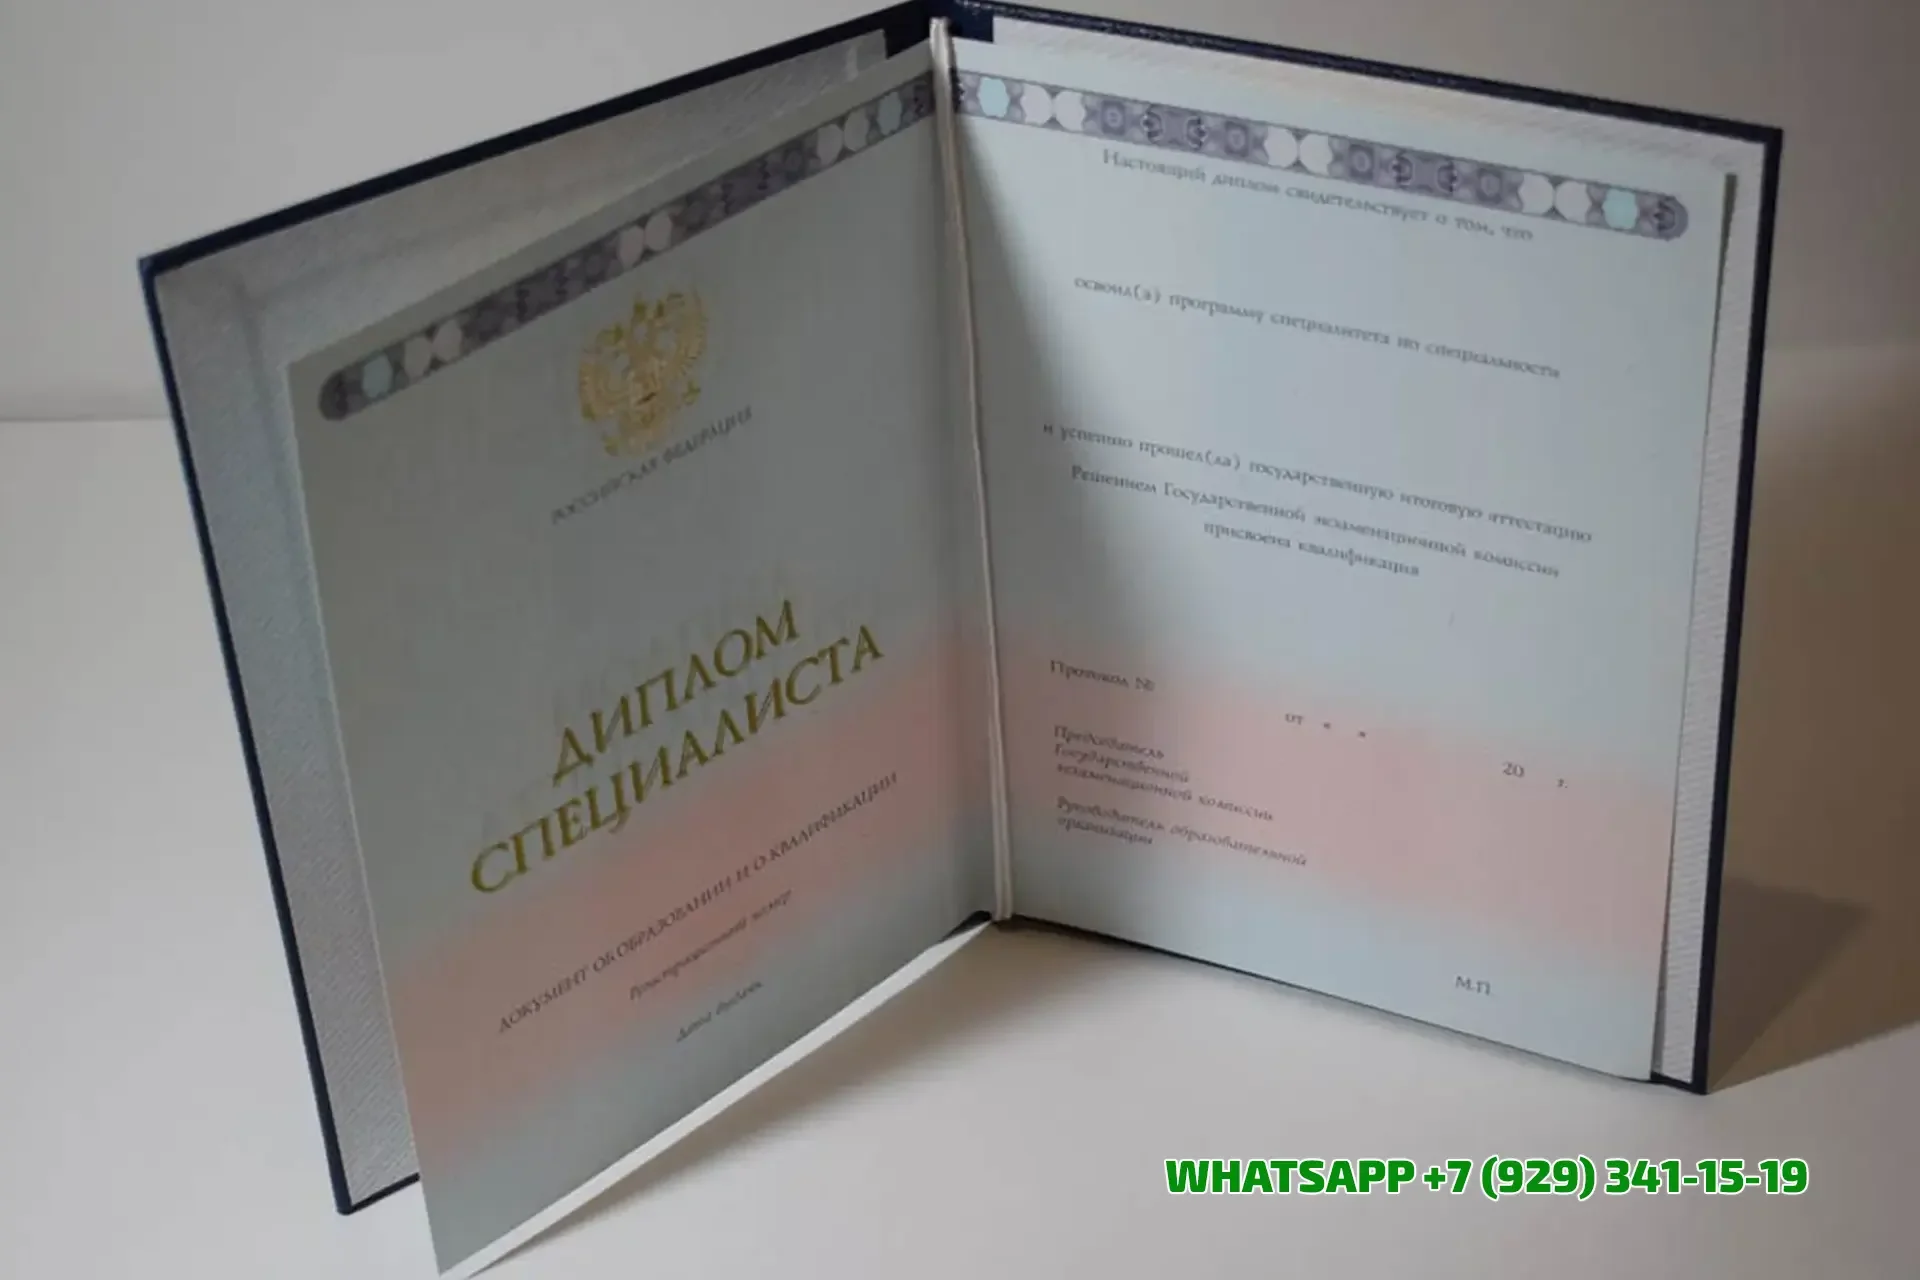 РОССИЙСКАЯ ФЕДЕРАЦИЯ
ДИПЛОМ
СПЕЦИАЛИСТА
ДОКУМЕНТ ОБ ОБРАЗОВАНИИ И О КВАЛИФИКАЦИИ
Регистрационный номер
Дата выдачи
Настоящий диплом свидетельствует о том, что
освоил(а) программу специалитета по специальности
и успешно прошел(ла) государственную итоговую аттестацию
Решением Государственной экзаменационной комиссии
присвоена квалификация
Протокол №
от « »
20 г.
Председатель
Государственной
экзаменационной комиссии
Руководитель образовательной
организации
М.П.
WHATSAPP +7 (929) 341-15-19